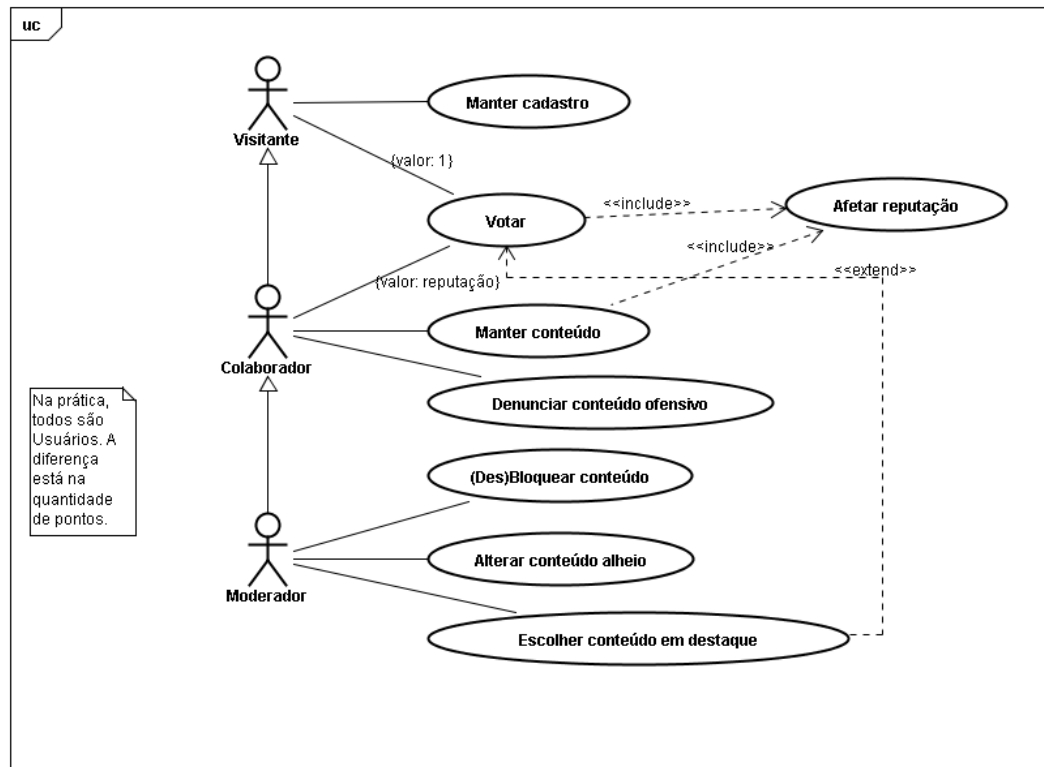 uc
Manter cadastro
Visitante
{valor: 1}
Votar
<<include>>
Afetar reputação
<<include>>
<<extend>>
{valor: reputação}
Manter conteúdo
Colaborador
Denunciar conteúdo ofensivo
Na prática,
todos são
Usuários. A
diferença
está na
quantidade
de pontos.
(Des)Bloquear conteúdo
Alterar conteúdo alheio
Moderador
Escolher conteúdo em destaque